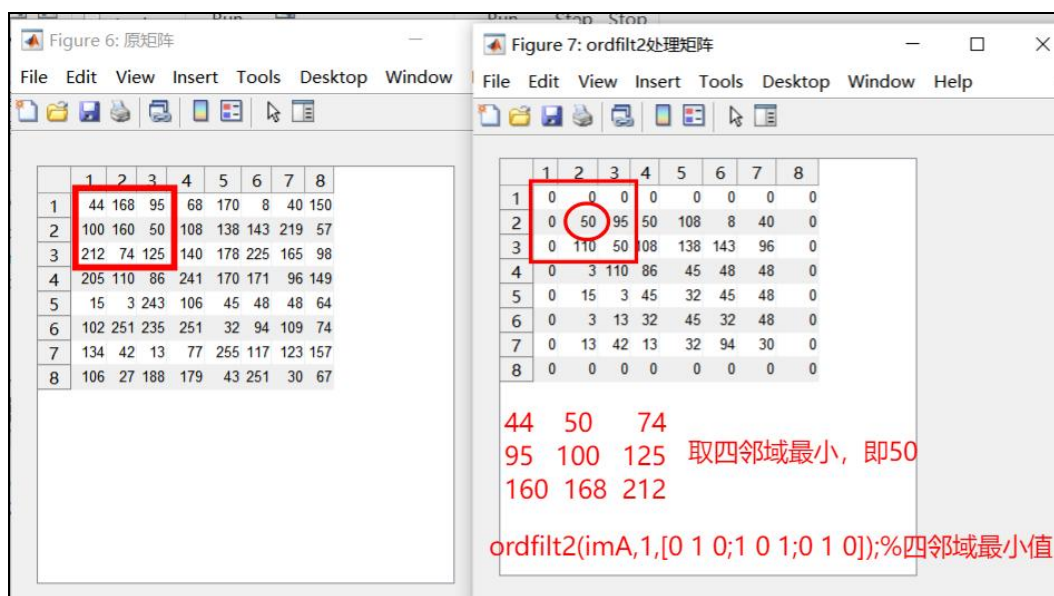 Run Stop Stop
Figure 6: 原矩阵
File Edit View Insert Tools Desktop Window
1 2 3 4 5 6 7 8
1 44 168 95 68 170 8 40 150
2 100 160 50 108 138 143 219 57
3 212 74 125 140 178 225 165 98
4 205 110 86 241 170 171 96 149
5 15 3 243 106 45 48 48 64
6 102 251 235 251 32 94 109 74
7 134 42 13 77 255 117 123 157
8 106 27 188 179 43 251 30 67
Figure 7: ordfilt2处理矩阵
File Edit View Insert Tools Desktop Window Help
1 2 3 4 5 6 7 8
1 0 0 0 0 0 0 0 0
2 0 50 95 50 108 8 40 0
3 0 110 50 108 138 143 96 0
4 0 3 110 86 45 48 48 0
5 0 15 3 45 32 45 48 0
6 0 3 13 32 45 32 48 0
7 0 13 42 13 32 94 30 0
8 0 0 0 0 0 0 0 0
44 50 74
95 100 125 取四邻域最小，即50
160 168 212
ordfilt2(imA,1,[0 1 0;1 0 1;0 1 0]);%四邻域最小值